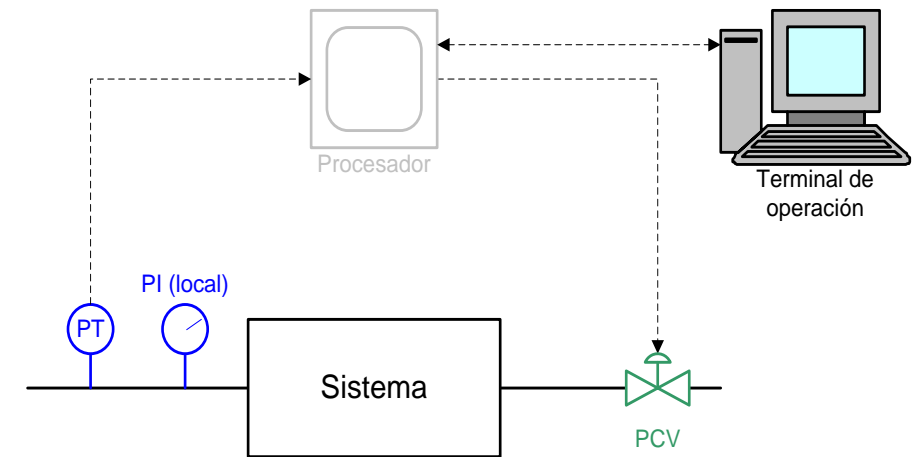 Procesador
Terminal de
operación
PI (local)
PT
Sistema
PCV